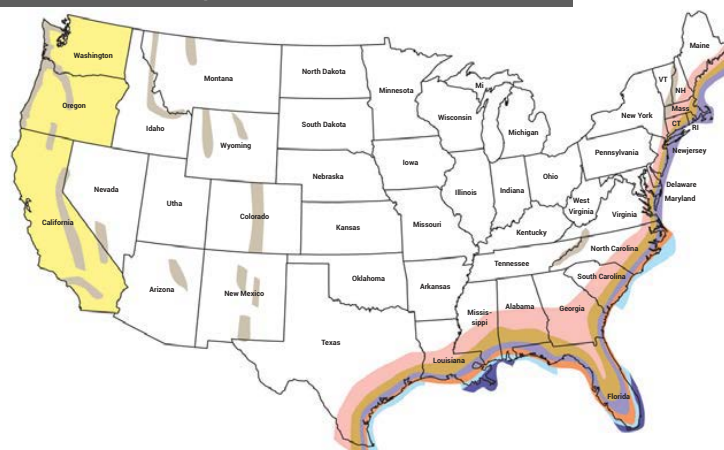 Washington
Oregon
California
Nevada
Idaho
Montana
Wyoming
Utha
Colorado
Arizona
New Mexico
North Dakota
South Dakota
Nebraska
Kansas
Oklahoma
Texas
Minnesota
Iowa
Missouri
Arkansas
Louisiana
Wisconsin
Illinois
Mi
Michigan
Indiana
Ohio
Kentucky
Tennessee
Missis-
sippi
Alabama
Georgia
Florida
South Carolina
North Carolina
Virginia
West
Virginia
Pennsylvania
New York
Maryland
Delaware
Newjersey
VT
NH
Mass
CT
RI
Maine